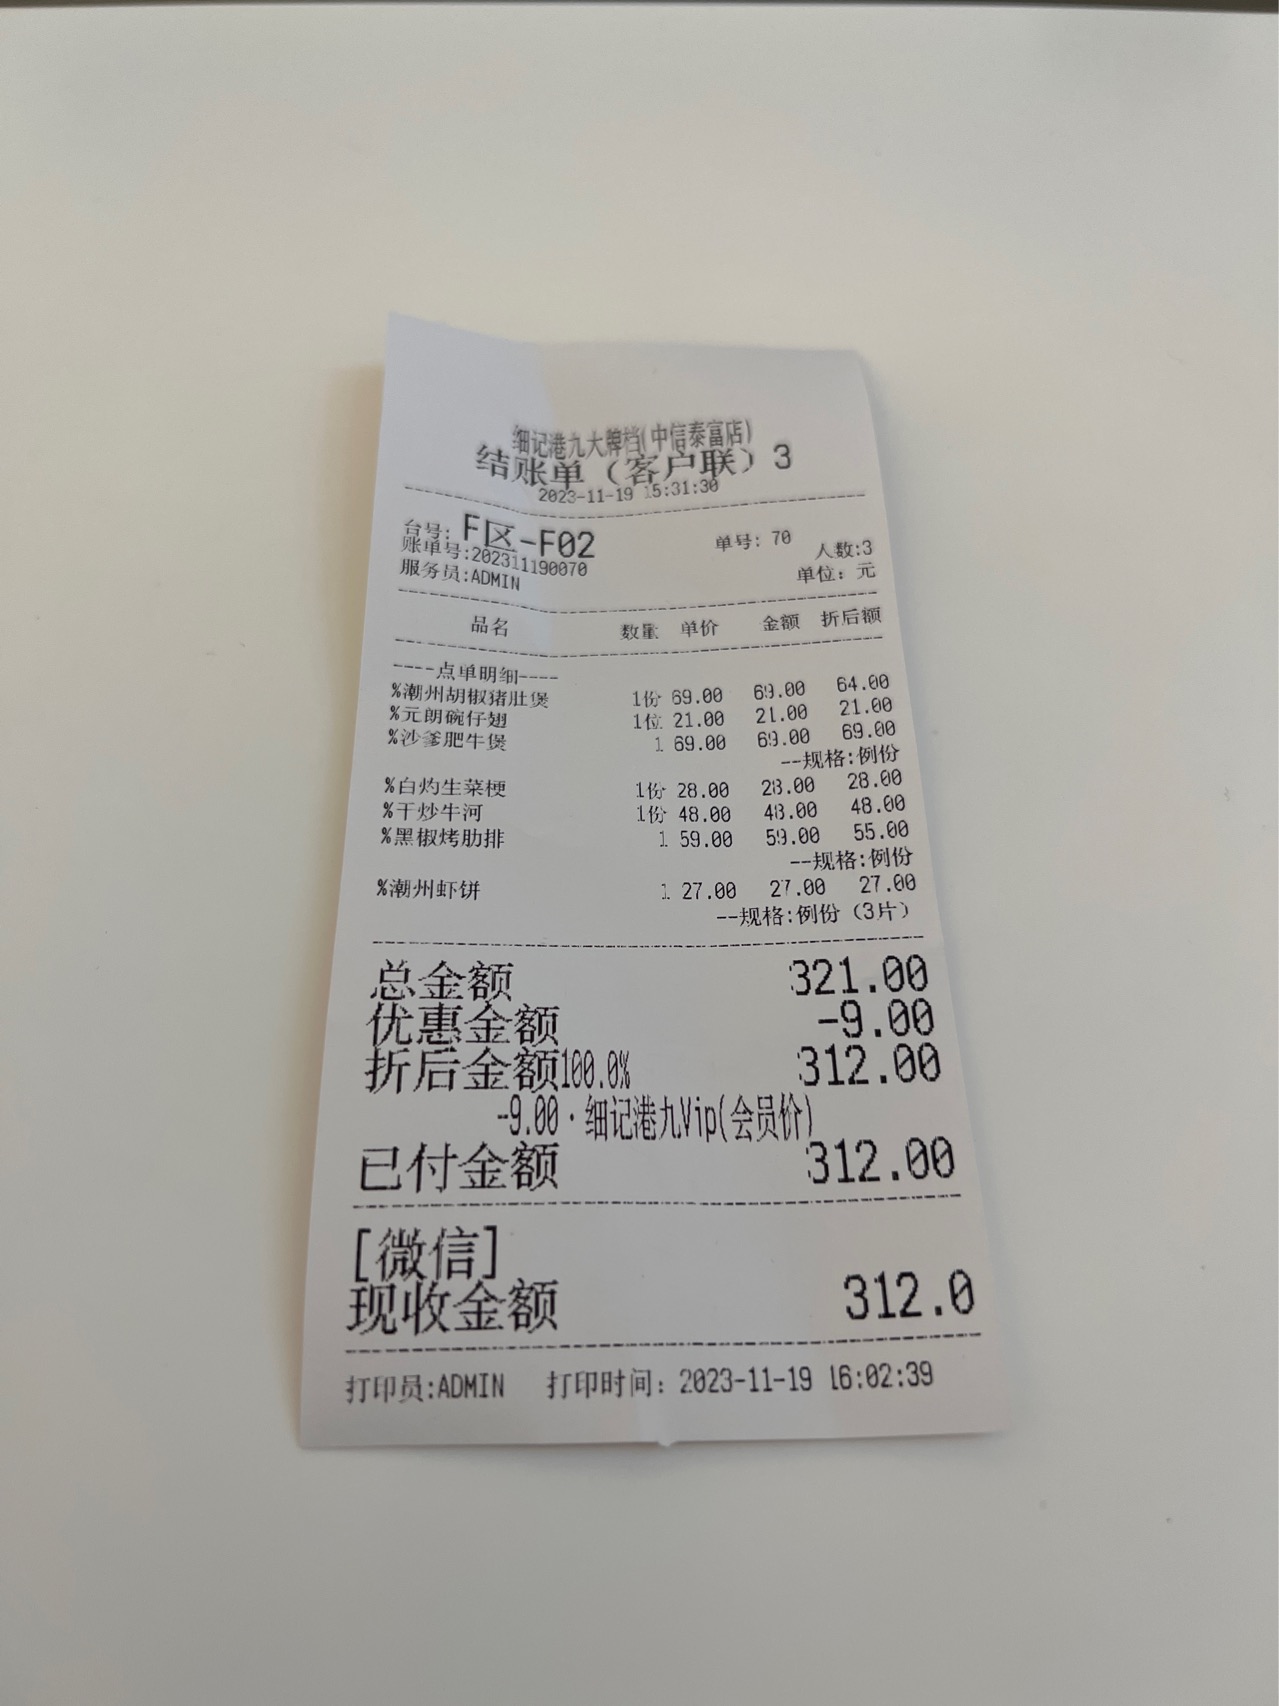 细记港九大牌档(中信泰富店)
结账单（客户联）3
2023-11-19 15:31:30
台号: F区-F02 单号: 70
账单号:202311190070 人数:3
服务员:ADMIN 单位: 元
品名 数量 单价 金额 折后额
----点单明细----
%潮州胡椒猪肚煲 1份 69.00 69.00 64.00
%元朗碗仔翅 1位 21.00 21.00 21.00
%沙爹肥牛煲 1 69.00 69.00 69.00
--规格:例份
%白灼生菜梗 1份 28.00 28.00 28.00
%干炒牛河 1份 48.00 48.00 48.00
%黑椒烤肋排 1 59.00 59.00 55.00
--规格:例份
%潮州虾饼 1 27.00 27.00 27.00
--规格:例份（3片）
总金额 321.00
优惠金额 -9.00
折后金额100.0% 312.00
-9.00·细记港九Vip(会员价)
已付金额 312.00
[微信]
现收金额 312.0
打印员:ADMIN 打印时间: 2023-11-19 16:02:39